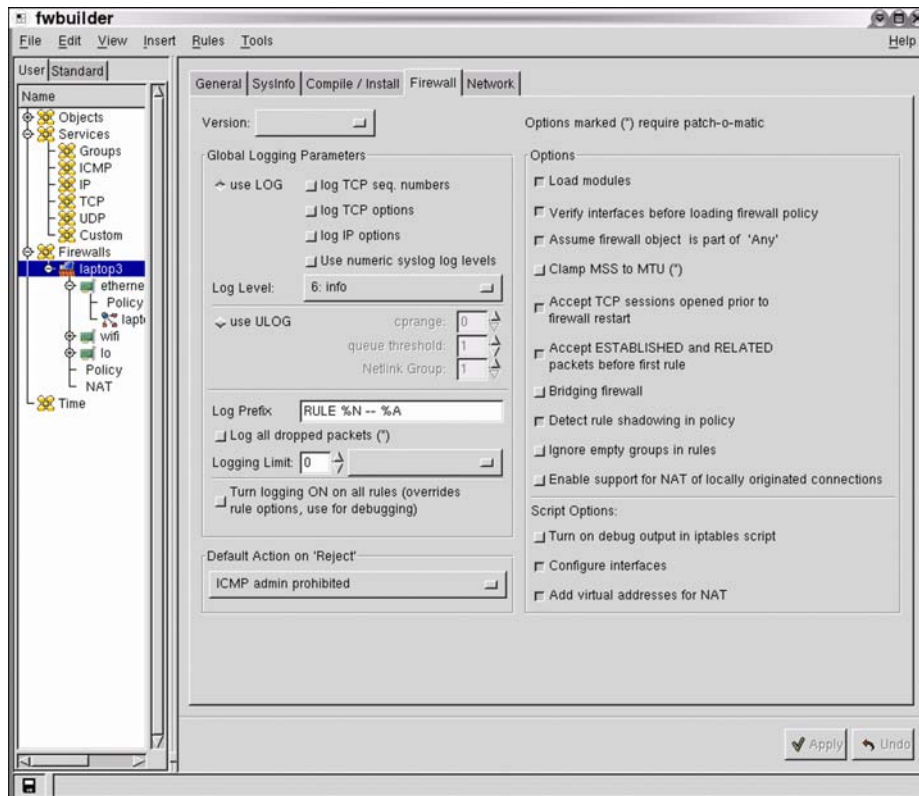 fwbuilder
File Edit View Insert Rules Tools Help
User Standard
Name
Objects
Services
Groups
ICMP
IP
TCP
UDP
Custom
Firewalls
laptop3
etherne
Policy
lapt
wifi
lo
Policy
NAT
Time
General SysInfo Compile / Install Firewall Network
Version:
Options marked (*) require patch-o-matic
Global Logging Parameters
use LOG
log TCP seq. numbers
log TCP options
log IP options
Use numeric syslog log levels
Log Level: 6: info
use ULOG
cprange: 0
queue threshold: 1
Netlink Group: 1
Log Prefix RULE %N -- %A
Log all dropped packets (*)
Logging Limit: 0
Turn logging ON on all rules (overrides
rule options, use for debugging)
Default Action on 'Reject'
ICMP admin prohibited
Options
Load modules
Verify interfaces before loading firewall policy
Assume firewall object is part of 'Any'
Clamp MSS to MTU (*)
Accept TCP sessions opened prior to
firewall restart
Accept ESTABLISHED and RELATED
packets before first rule
Bridging firewall
Detect rule shadowing in policy
Ignore empty groups in rules
Enable support for NAT of locally originated connections
Script Options:
Turn on debug output in iptables script
Configure interfaces
Add virtual addresses for NAT
Apply Undo